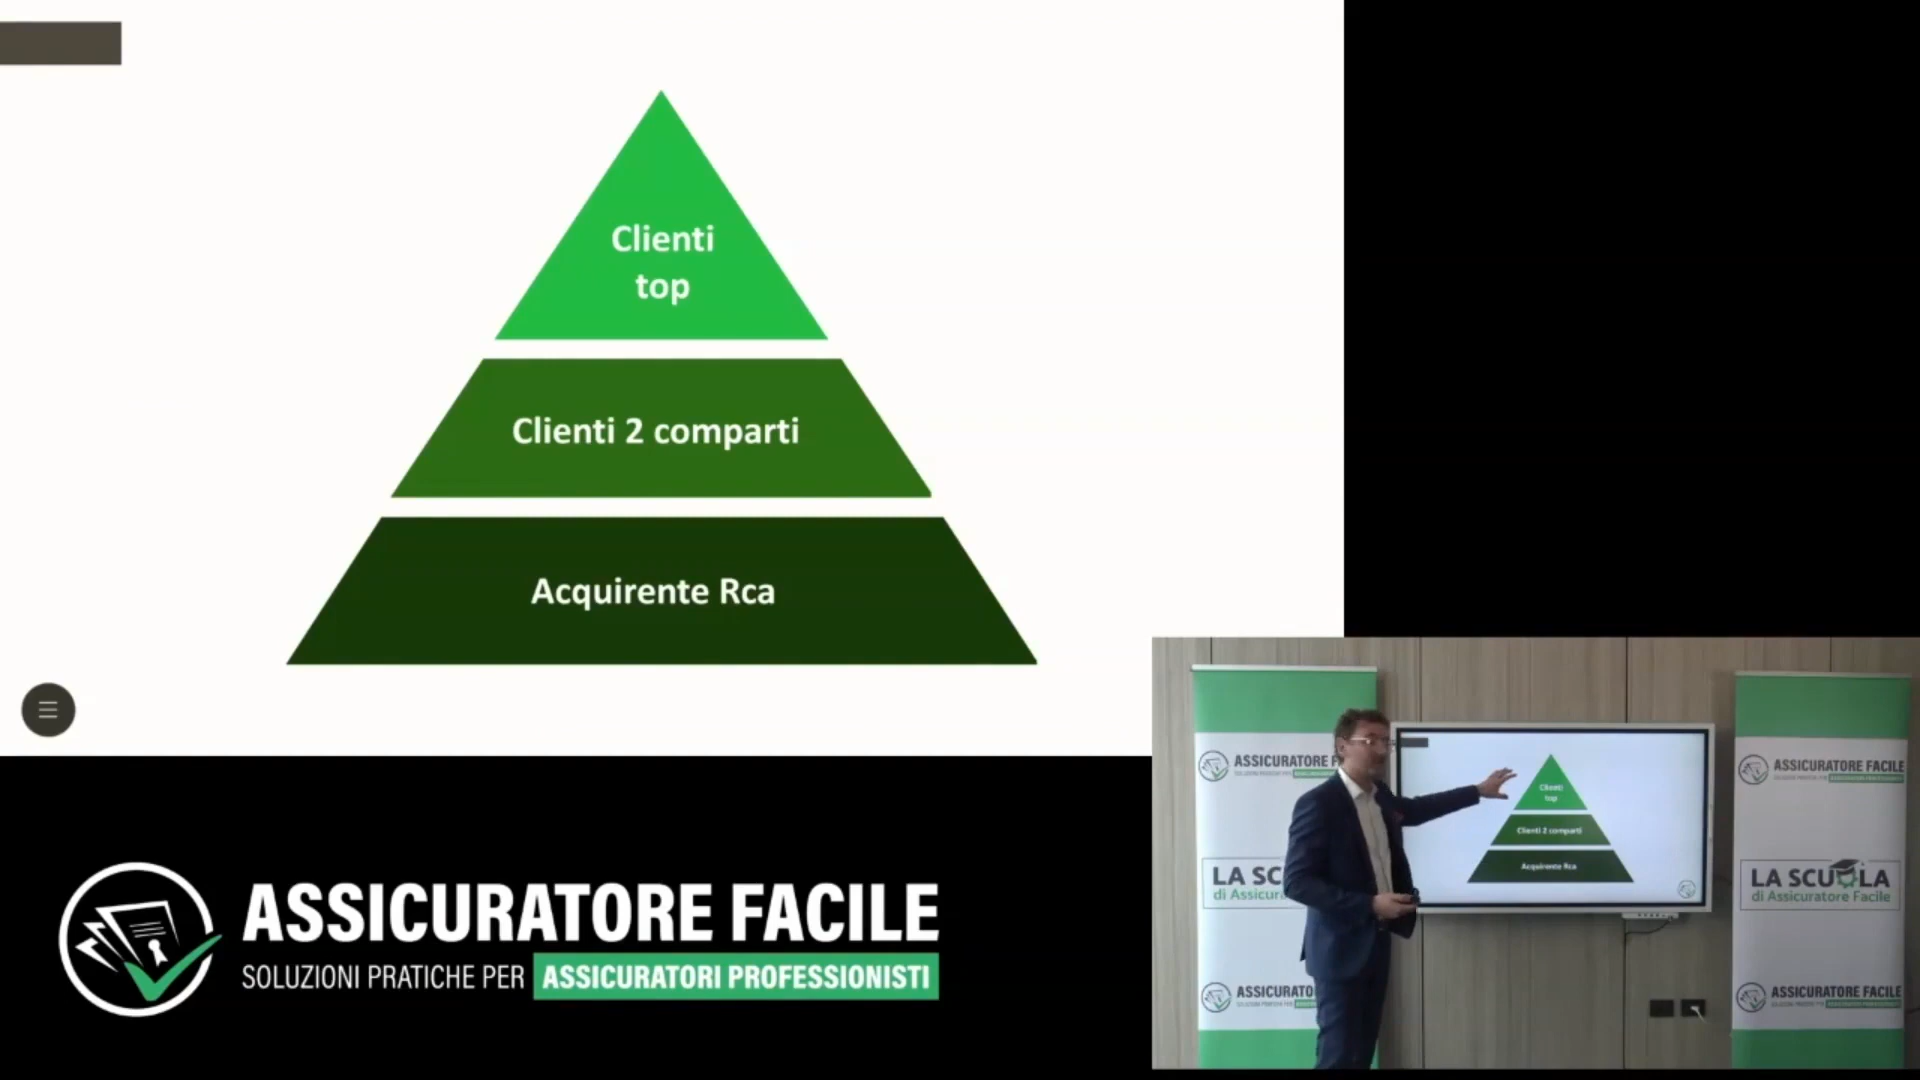 Clienti
top
Clienti 2 comparti
Acquirente Rca
ASSICURATORE FACILE
SOLUZIONI PRATICHE PER ASSICURATORI PROFESSIONISTI
ASSICURATORE F
LA SC
di Assicur
ASSICURATO
Clienti
top
Clienti 2 comparti
Acquirente Rca
ASSICURATORE FACILE
LA SCUOLA
di Assicuratore Facile
ASSICURATORE FACILE